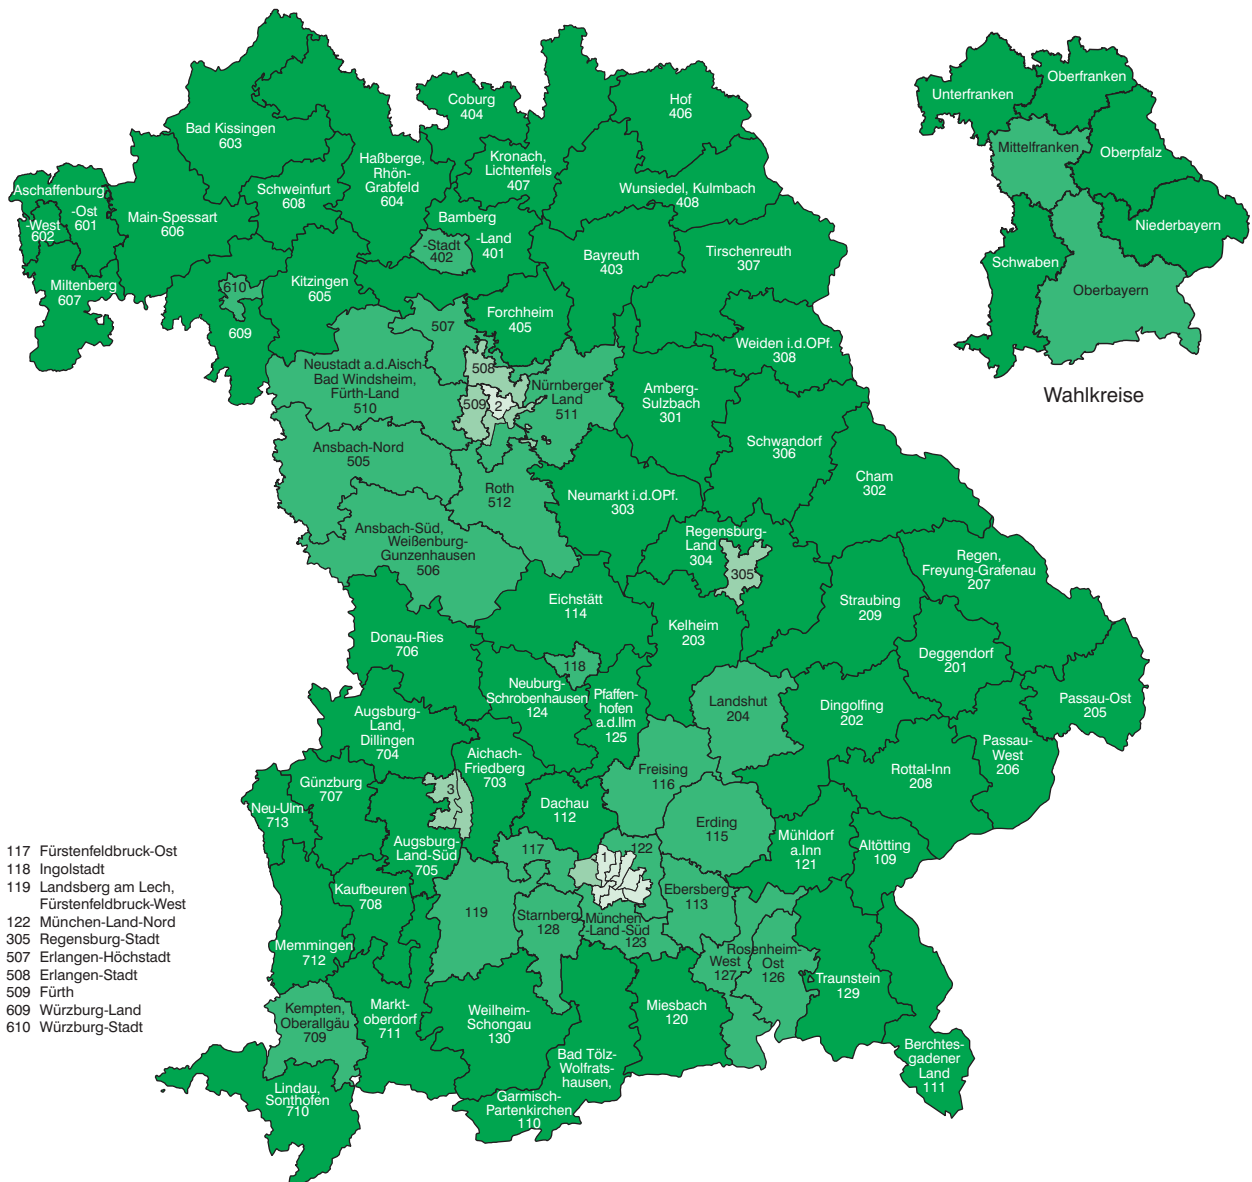 Coburg
404
Hof
406
Bad Kissingen
603
Haßberge,
Rhön-
Grabfeld
604
Kronach,
Lichtenfels
407
Wunsiedel, Kulmbach
408
Aschaffenburg
-Ost
601
-West
602
Main-Spessart
606
Schweinfurt
608
Bamberg
-Land
401
-Stadt
402
Bayreuth
403
Tirschenreuth
307
Miltenberg
607
610
609
Kitzingen
605
Forchheim
405
507
508
509
2
Neustadt a.d.Aisch-
Bad Windsheim,
Fürth-Land
510
Nürnberger
Land
511
Weiden i.d.OPf.
308
Amberg-
Sulzbach
301
Schwandorf
306
Cham
302
Ansbach-Nord
505
Roth
512
Neumarkt i.d.OPf.
303
Ansbach-Süd,
Weißenburg-
Gunzenhausen
506
Regensburg-
Land
304
305
Regen,
Freyung-Grafenau
207
Eichstätt
114
Kelheim
203
Straubing
209
Donau-Ries
706
118
Deggendorf
201
Neuburg-
Schrobenhausen
124
Pfaffen-
hofen
a.d.Ilm
125
Landshut
204
Dingolfing
202
Passau-Ost
205
Augsburg-
Land,
Dillingen
704
Aichach-
Friedberg
703
Freising
116
Passau-
West
206
Rottal-Inn
208
Günzburg
707
Neu-Ulm
713
3
Dachau
112
Erding
115
Mühldorf
a.Inn
121
Altötting
109
Augsburg-
Land-Süd
705
117
1
122
Kaufbeuren
708
119
Starnberg
128
München
-Land-Süd
123
Ebersberg
113
Memmingen
712
Rosenheim-
West
127
Ost
126
Traunstein
129
Kempten,
Oberallgäu
709
Markt-
oberdorf
711
Weilheim-
Schongau
130
Miesbach
120
Bad Tölz-
Wolfrats-
hausen,
Garmisch-
Partenkirchen
110
Berchtes-
gadener
Land
111
Lindau,
Sonthofen
710
Unterfranken
Oberfranken
Mittelfranken
Oberpfalz
Niederbayern
Schwaben
Oberbayern
Wahlkreise
117 Fürstenfeldbruck-Ost
118 Ingolstadt
119 Landsberg am Lech,
Fürstenfeldbruck-West
122 München-Land-Nord
305 Regensburg-Stadt
507 Erlangen-Höchstadt
508 Erlangen-Stadt
509 Fürth
609 Würzburg-Land
610 Würzburg-Stadt